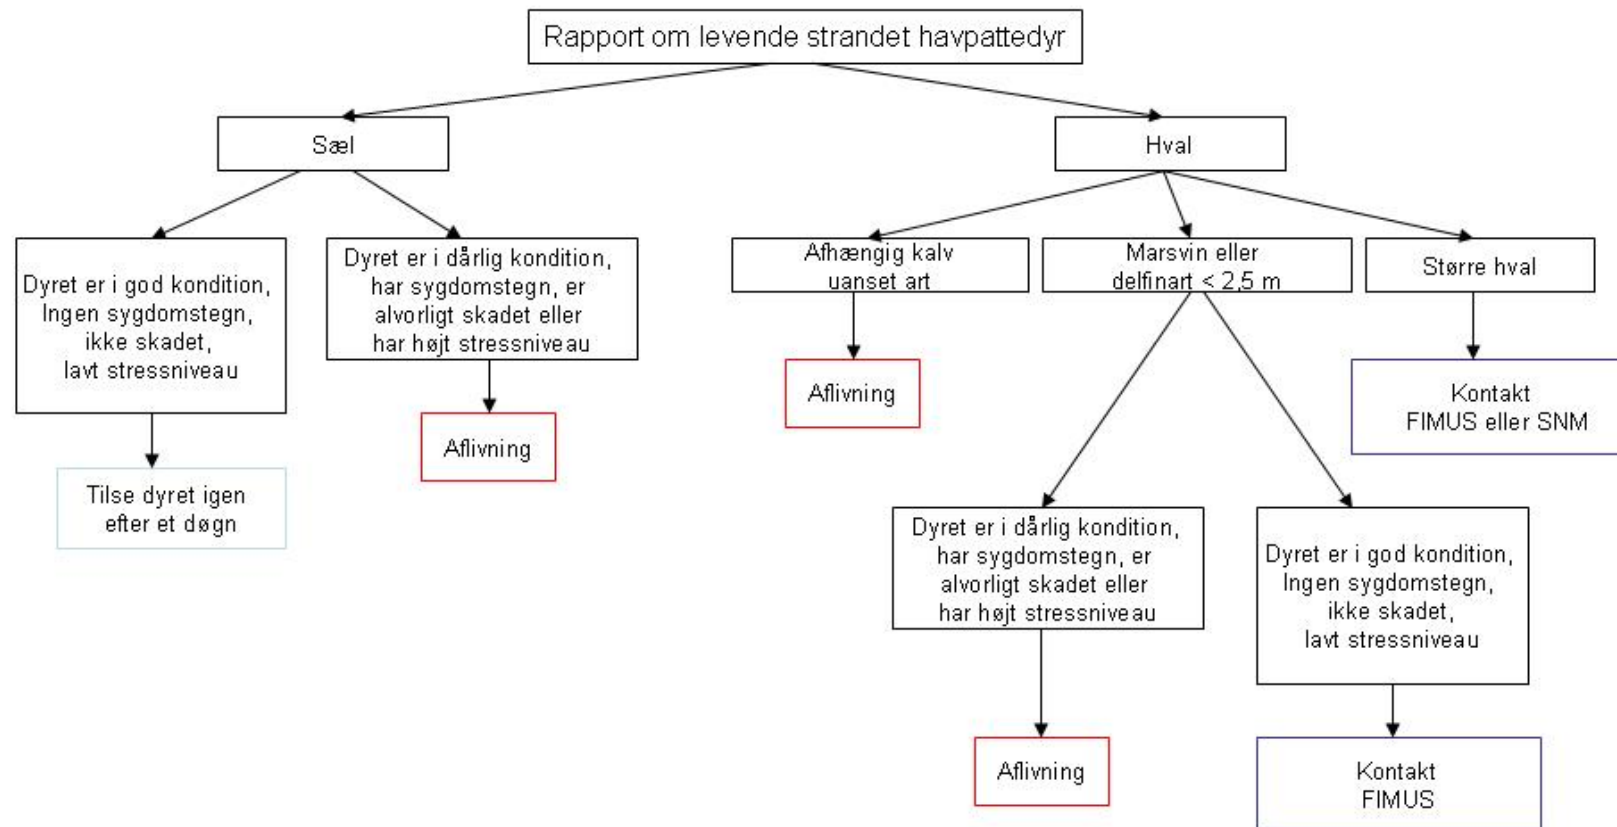 Rapport om levende strandet havpattedyr
Sæl
Hval
Dyret er i god kondition,
Ingen sygdomstegn,
ikke skadet,
lavt stressniveau
Dyret er i dårlig kondition,
har sygdomstegn, er
alvorligt skadet eller
har højt stressniveau
Afhængig kalv
uanset art
Marsvin eller
delfinart < 2,5 m
Større hval
Aflivning
Kontakt
FIMUS eller SNM
Aflivning
Tilse dyret igen
efter et døgn
Dyret er i dårlig kondition,
har sygdomstegn, er
alvorligt skadet eller
har højt stressniveau
Dyret er i god kondition,
Ingen sygdomstegn,
ikke skadet,
lavt stressniveau
Aflivning
Kontakt
FIMUS